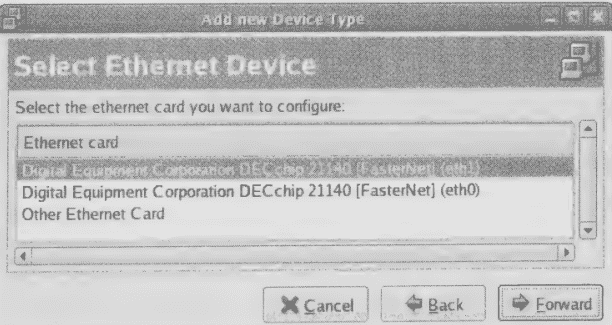 Add new Device Type
Select Ethernet Device
Select the ethernet card you want to configure:
Ethernet card
Digital Equipment Corporation DECchip 21140 [FasterNet] (eth1)
Digital Equipment Corporation DECchip 21140 [FasterNet] (eth0)
Other Ethernet Card
Cancel
Back
Forward